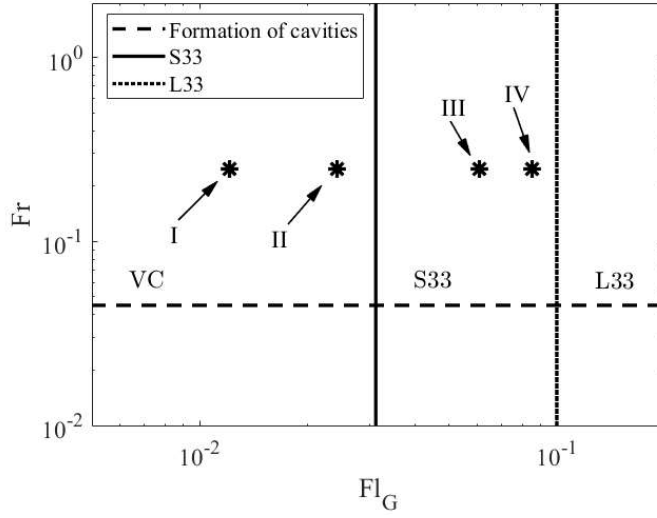 Formation of cavities
S33
L33
10^0
10^-1
10^-2
Fr
III
IV
I
II
VC
S33
L33
10^-2
10^-1
Fl_G